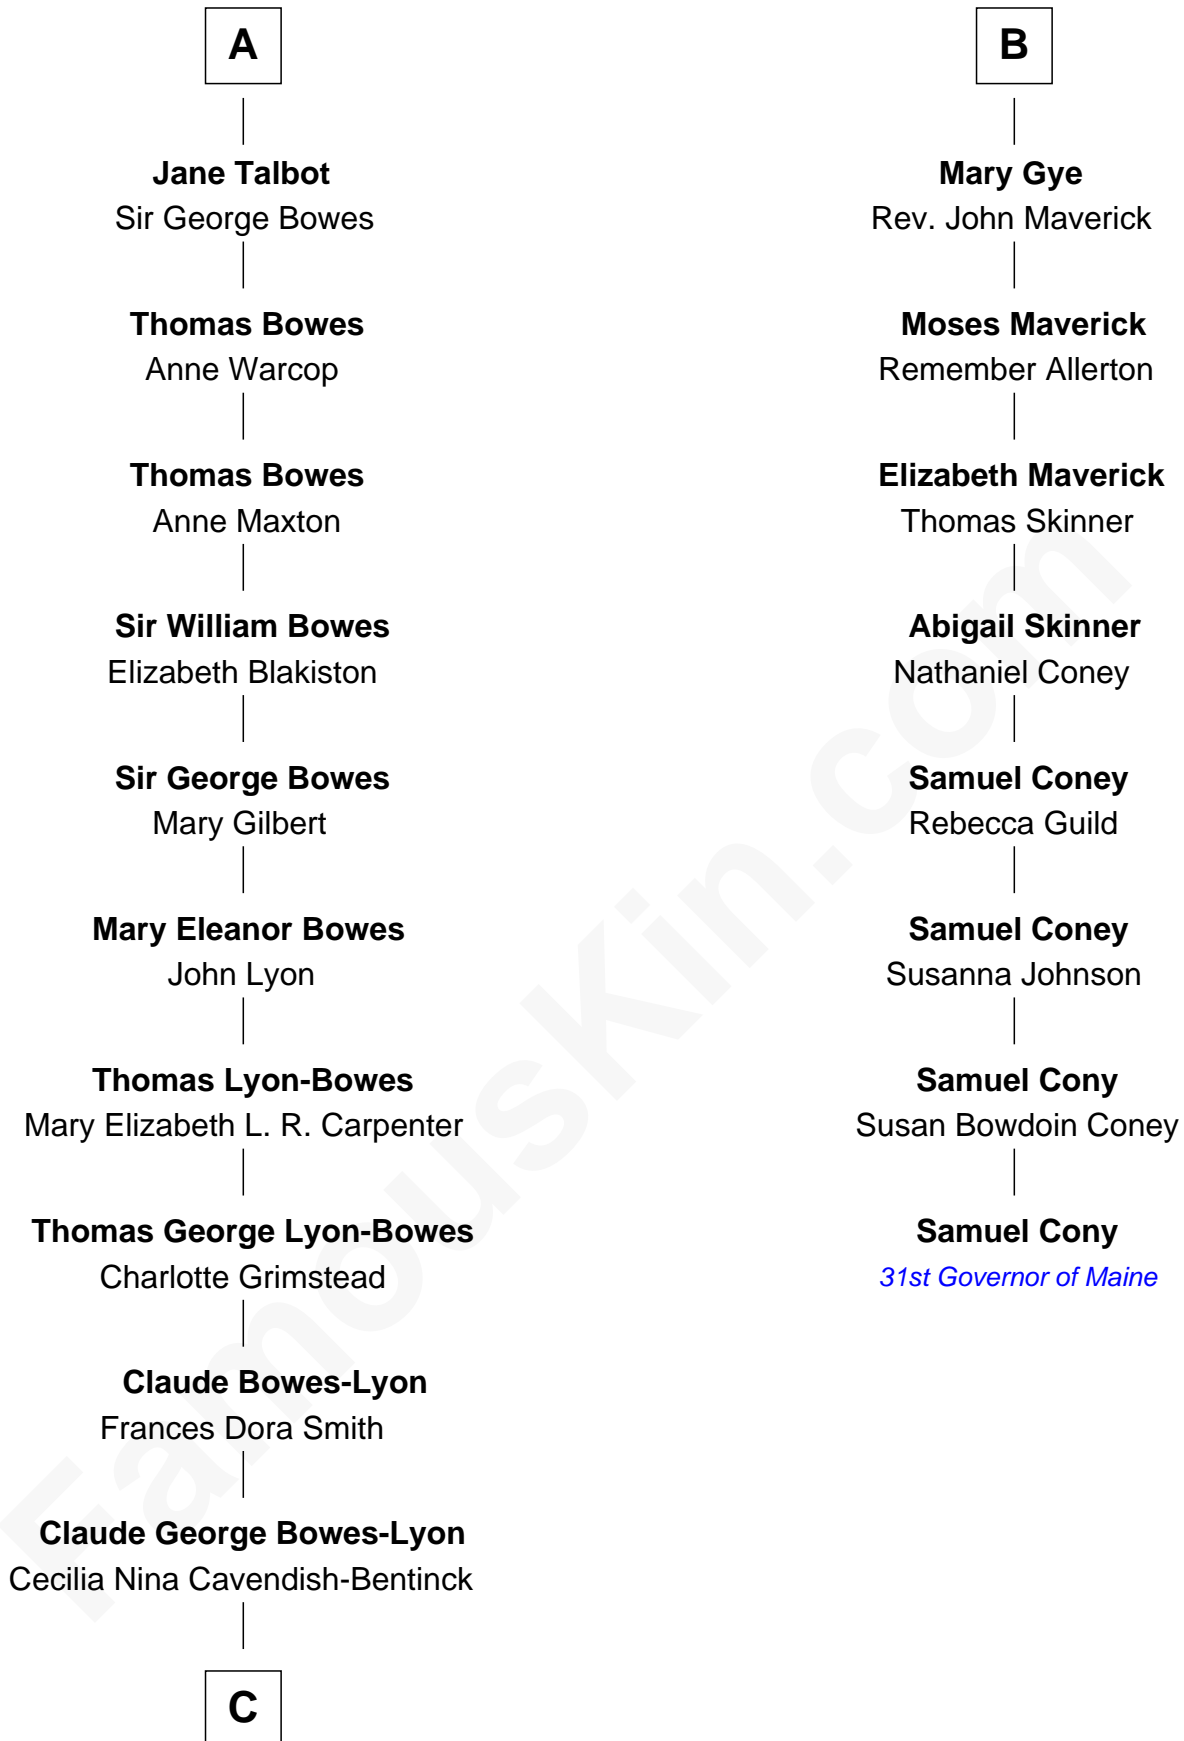 A
Jane Talbot
Sir George Bowes
Thomas Bowes
Anne Warcop
Thomas Bowes
Anne Maxton
Sir William Bowes
Elizabeth Blakiston
Sir George Bowes
Mary Gilbert
Mary Eleanor Bowes
John Lyon
Thomas Lyon-Bowes
Mary Elizabeth L. R. Carpenter
Thomas George Lyon-Bowes
Charlotte Grimstead
Claude Bowes-Lyon
Frances Dora Smith
Claude George Bowes-Lyon
Cecilia Nina Cavendish-Bentinck
C
B
Mary Gye
Rev. John Maverick
Moses Maverick
Remember Allerton
Elizabeth Maverick
Thomas Skinner
Abigail Skinner
Nathaniel Coney
Samuel Coney
Rebecca Guild
Samuel Coney
Susanna Johnson
Samuel Cony
Susan Bowdoin Coney
Samuel Cony
31st Governor of Maine
FamousKin.com